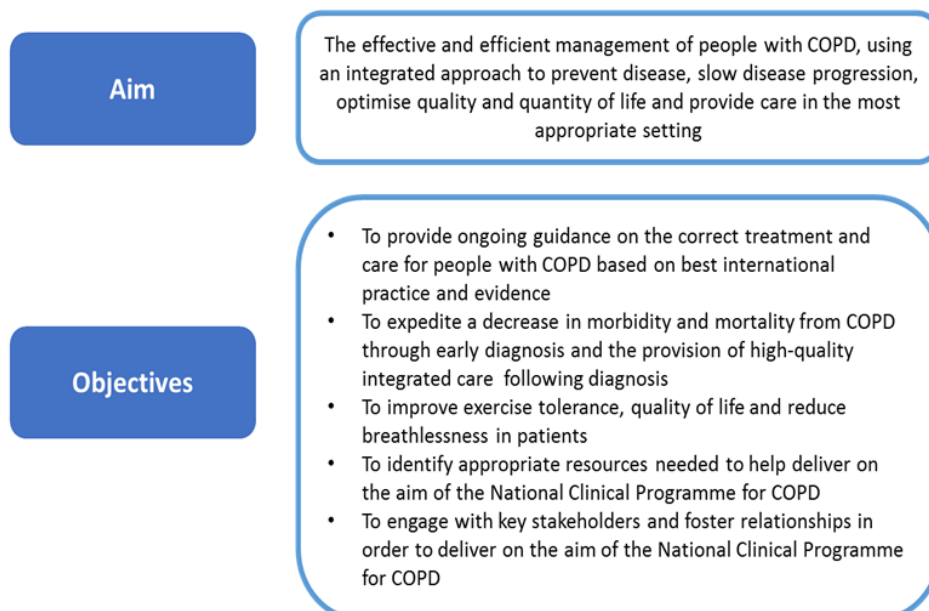 Aim
The effective and efficient management of people with COPD, using
an integrated approach to prevent disease, slow disease progression,
optimise quality and quantity of life and provide care in the most
appropriate setting
Objectives
• To provide ongoing guidance on the correct treatment and
care for people with COPD based on best international
practice and evidence
• To expedite a decrease in morbidity and mortality from COPD
through early diagnosis and the provision of high-quality
integrated care following diagnosis
• To improve exercise tolerance, quality of life and reduce
breathlessness in patients
• To identify appropriate resources needed to help deliver on
the aim of the National Clinical Programme for COPD
• To engage with key stakeholders and foster relationships in
order to deliver on the aim of the National Clinical Programme
for COPD